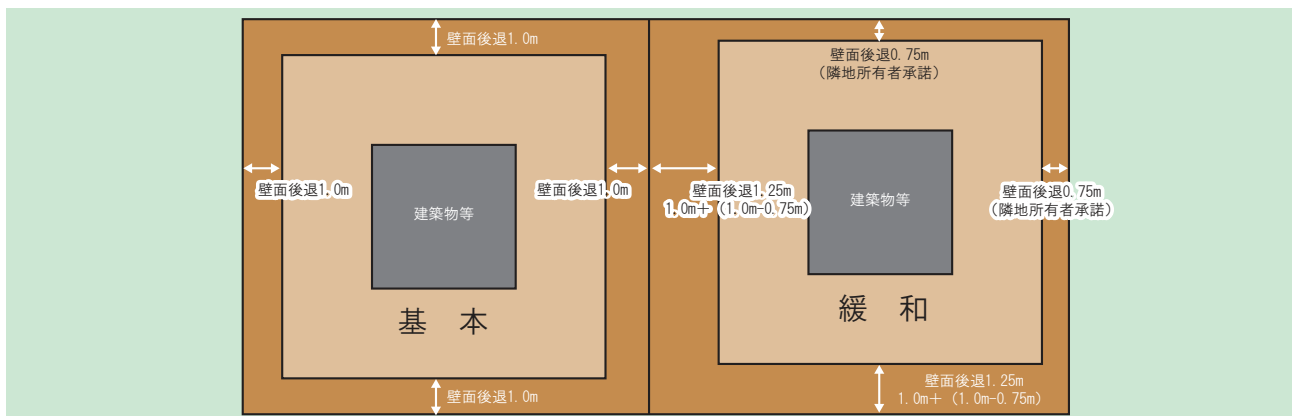 壁面後退1.0m
壁面後退1.0m
壁面後退1.0m
建築物等
基 本
壁面後退1.0m
壁面後退0.75m
（隣地所有者承諾）
壁面後退1.25m
1.0m＋（1.0m-0.75m）
建築物等
壁面後退0.75m
（隣地所有者承諾）
緩 和
壁面後退1.25m
1.0m＋（1.0m-0.75m）